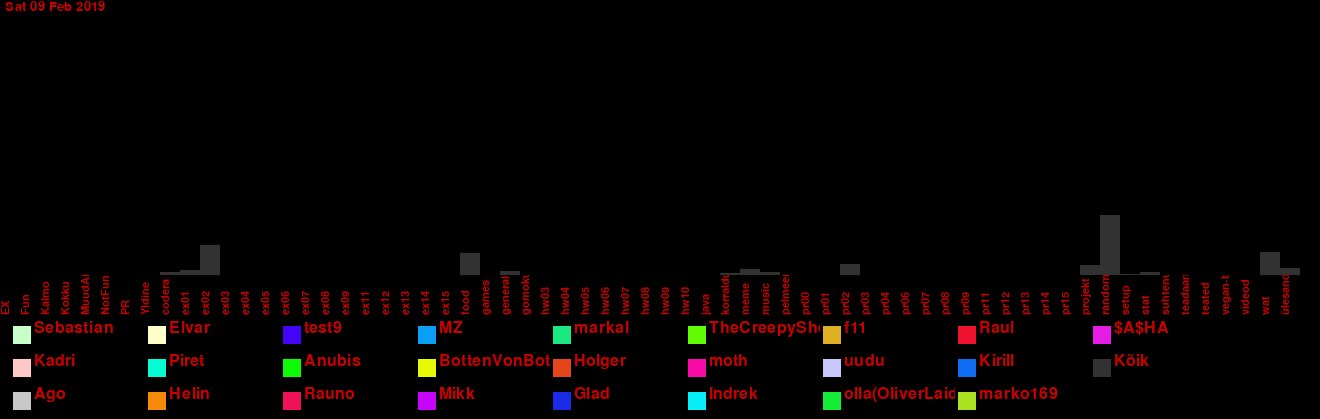 Sat 09 Feb 2019
EX Fun Kalmo Kokku MuudAi NotFun PR Yldine codera ex01 ex02 ex03 ex04 ex05 ex06 ex07 ex08 ex09 ex11 ex12 ex13 ex14 ex15 food games general gomoku hw03 hw04 hw05 hw06 hw07 hw08 hw09 hw10 java korraldu meme music pelmeer pr00 pr01 pr02 pr03 pr04 pr06 pr07 pr08 pr09 pr11 pr12 pr13 pr14 pr15 projekt random setup stat suhtenu teadaan teated vegan-t videod wat ülesand
Sebastian Elvar test9 MZ markal TheCreepySho f11 Raul $A$HA
Kadri Piret Anubis BottenVonBot Holger moth uudu Kirill Kõik
Ago Helin Rauno Mikk Glad Indrek olla(OliverLaid marko169